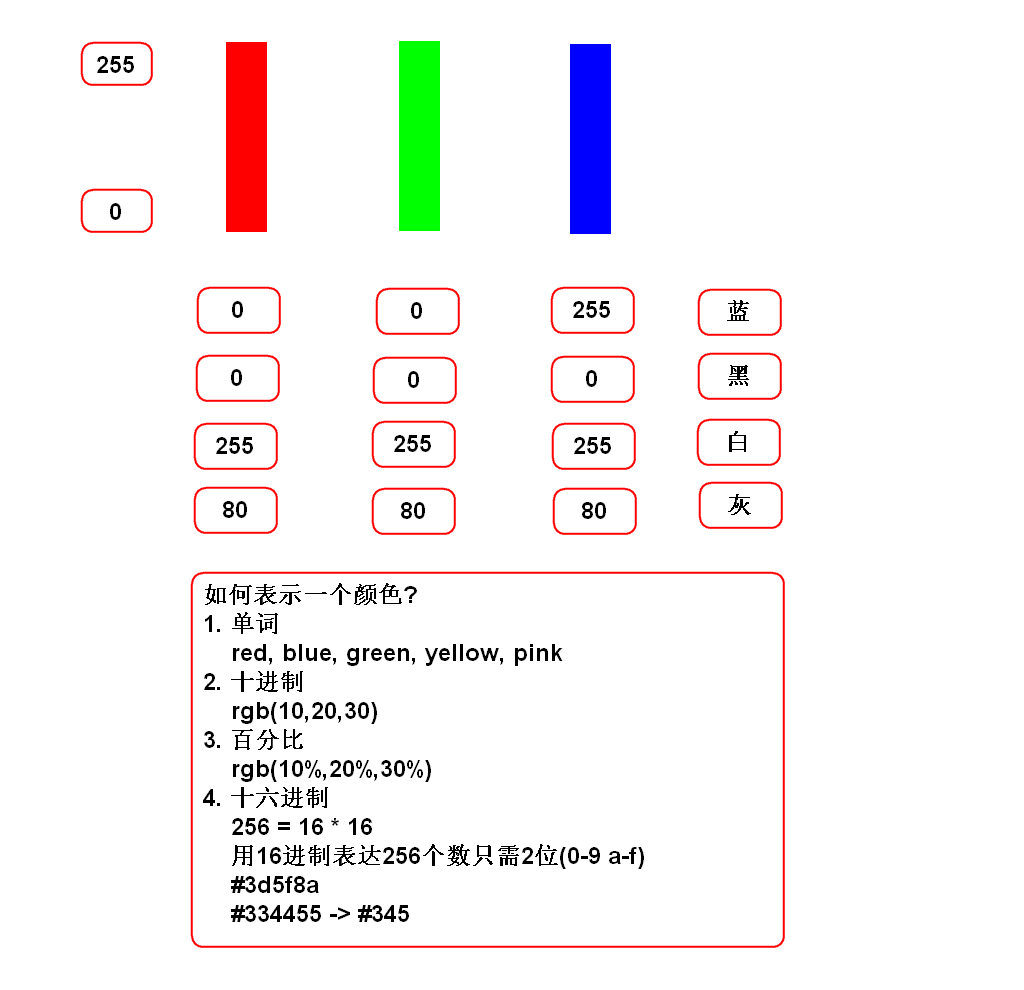 255
0
0 0 255 蓝
0 0 0 黑
255 255 255 白
80 80 80 灰
如何表示一个颜色?
1. 单词
red, blue, green, yellow, pink
2. 十进制
rgb(10,20,30)
3. 百分比
rgb(10%,20%,30%)
4. 十六进制
256 = 16 * 16
用16进制表达256个数只需2位(0-9 a-f)
#3d5f8a
#334455 -> #345